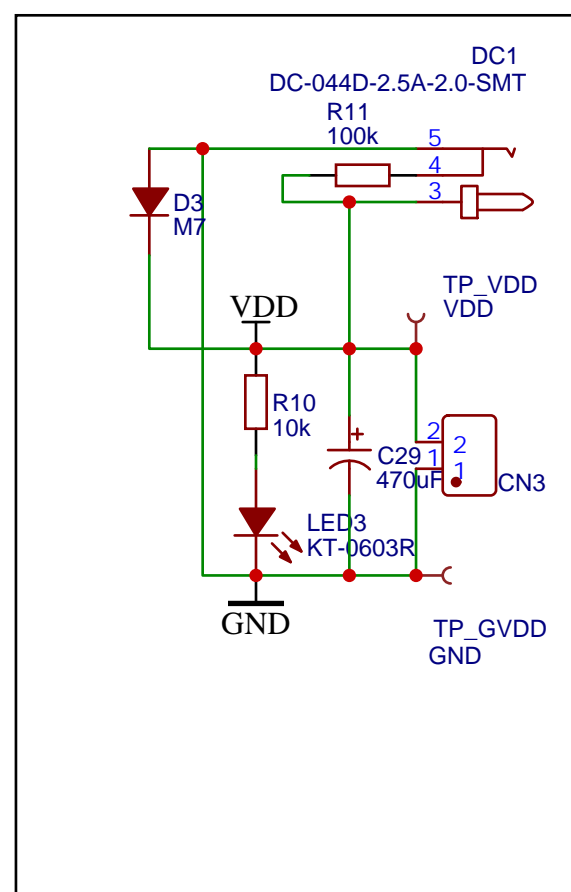 DC1
DC-044D-2.5A-2.0-SMT
R11
100k
5
4
3
D3
M7
TP_VDD
VDD
VDD
R10
10k
2
1
2
1
C29
470uF
CN3
LED3
KT-0603R
GND
TP_GVDD
GND